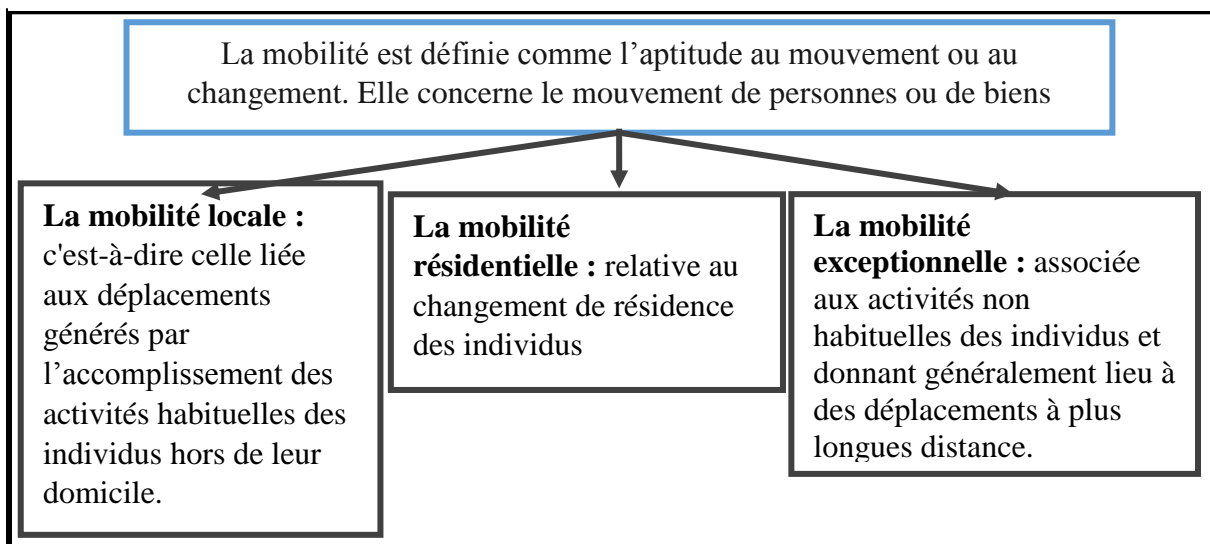 La mobilité est définie comme l’aptitude au mouvement ou au
changement. Elle concerne le mouvement de personnes ou de biens
La mobilité locale :
c'est-à-dire celle liée
aux déplacements
générés par
l’accomplissement des
activités habituelles des
individus hors de leur
domicile.
La mobilité
résidentielle : relative au
changement de résidence
des individus
La mobilité
exceptionnelle : associée
aux activités non
habituelles des individus et
donnant généralement lieu à
des déplacements à plus
longues distance.